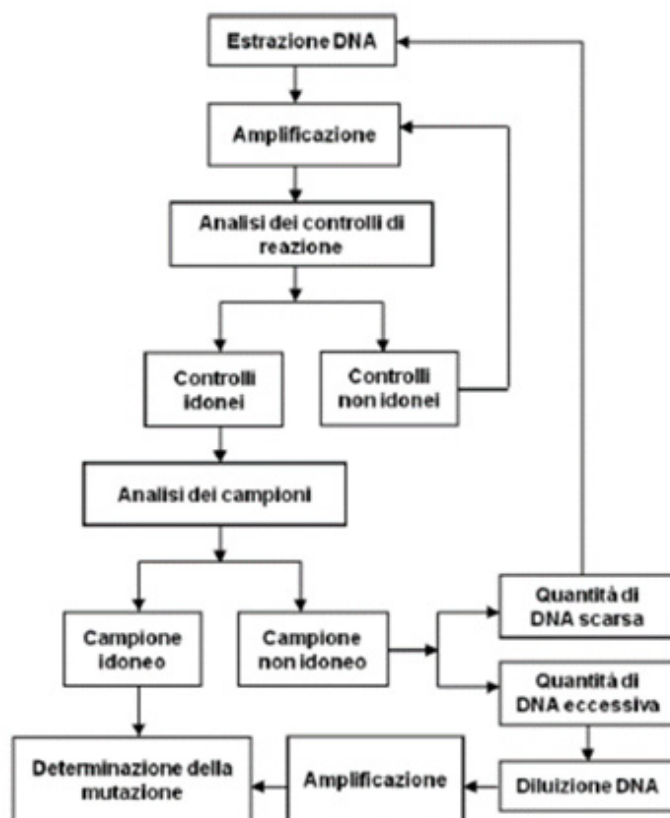 Estrazione DNA
Amplificazione
Analisi dei controlli di
reazione
Controlli
idonei
Controlli
non idonei
Analisi dei campioni
Campione
idoneo
Campione
non idoneo
Quantità di
DNA scarsa
Quantità di
DNA eccessiva
Determinazione della
mutazione
Amplificazione
Diluizione DNA